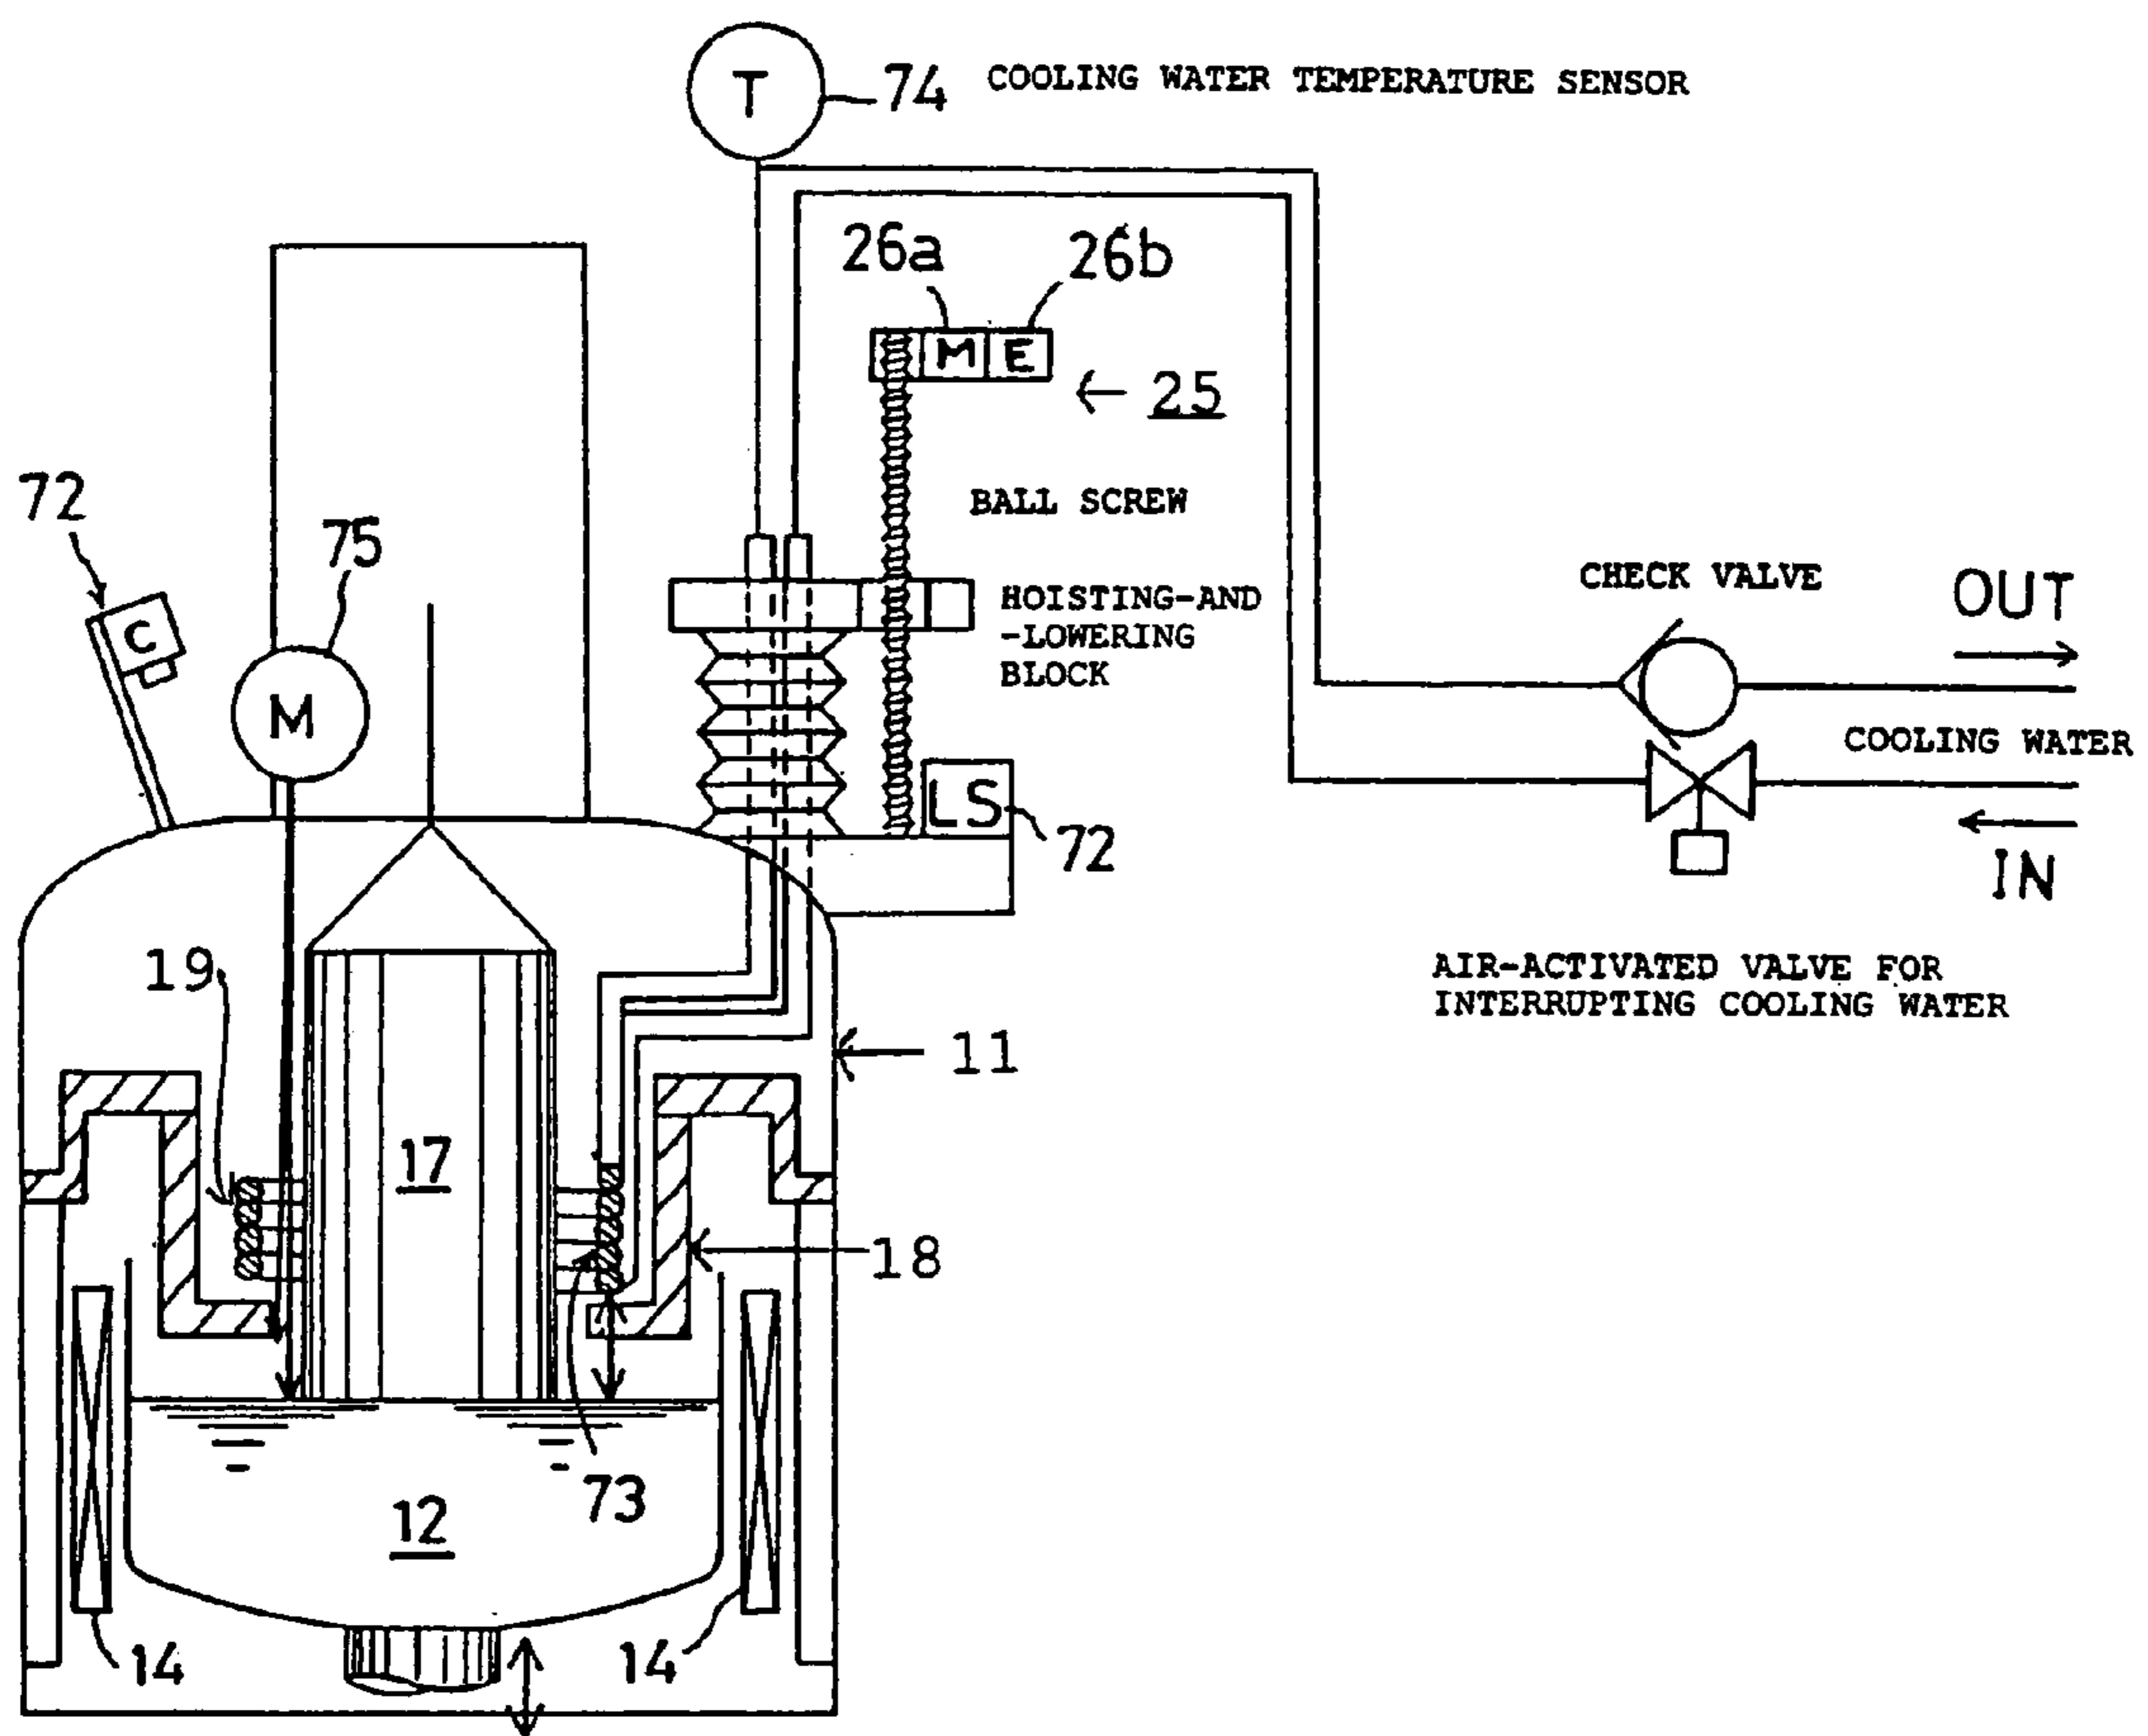 T
74 COOLING WATER TEMPERATURE SENSOR
26a 26b
M E
25
72
75
BALL SCREW
C
M
HOISTING-AND
-LOWERING
BLOCK
CHECK VALVE
OUT
COOLING WATER
LS
72
IN
AIR-ACTIVATED VALVE FOR
INTERRUPTING COOLING WATER
19
11
17
18
73
12
14
14